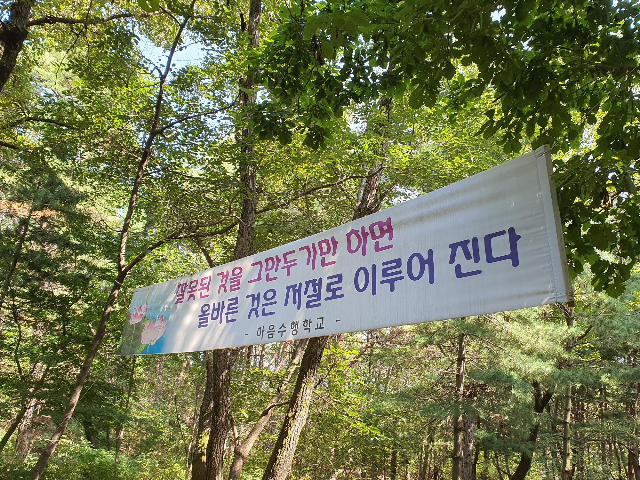 잘못된 것을 그만두기만 하면
올바른 것은 저절로 이루어 진다
- 마음수행학교 -